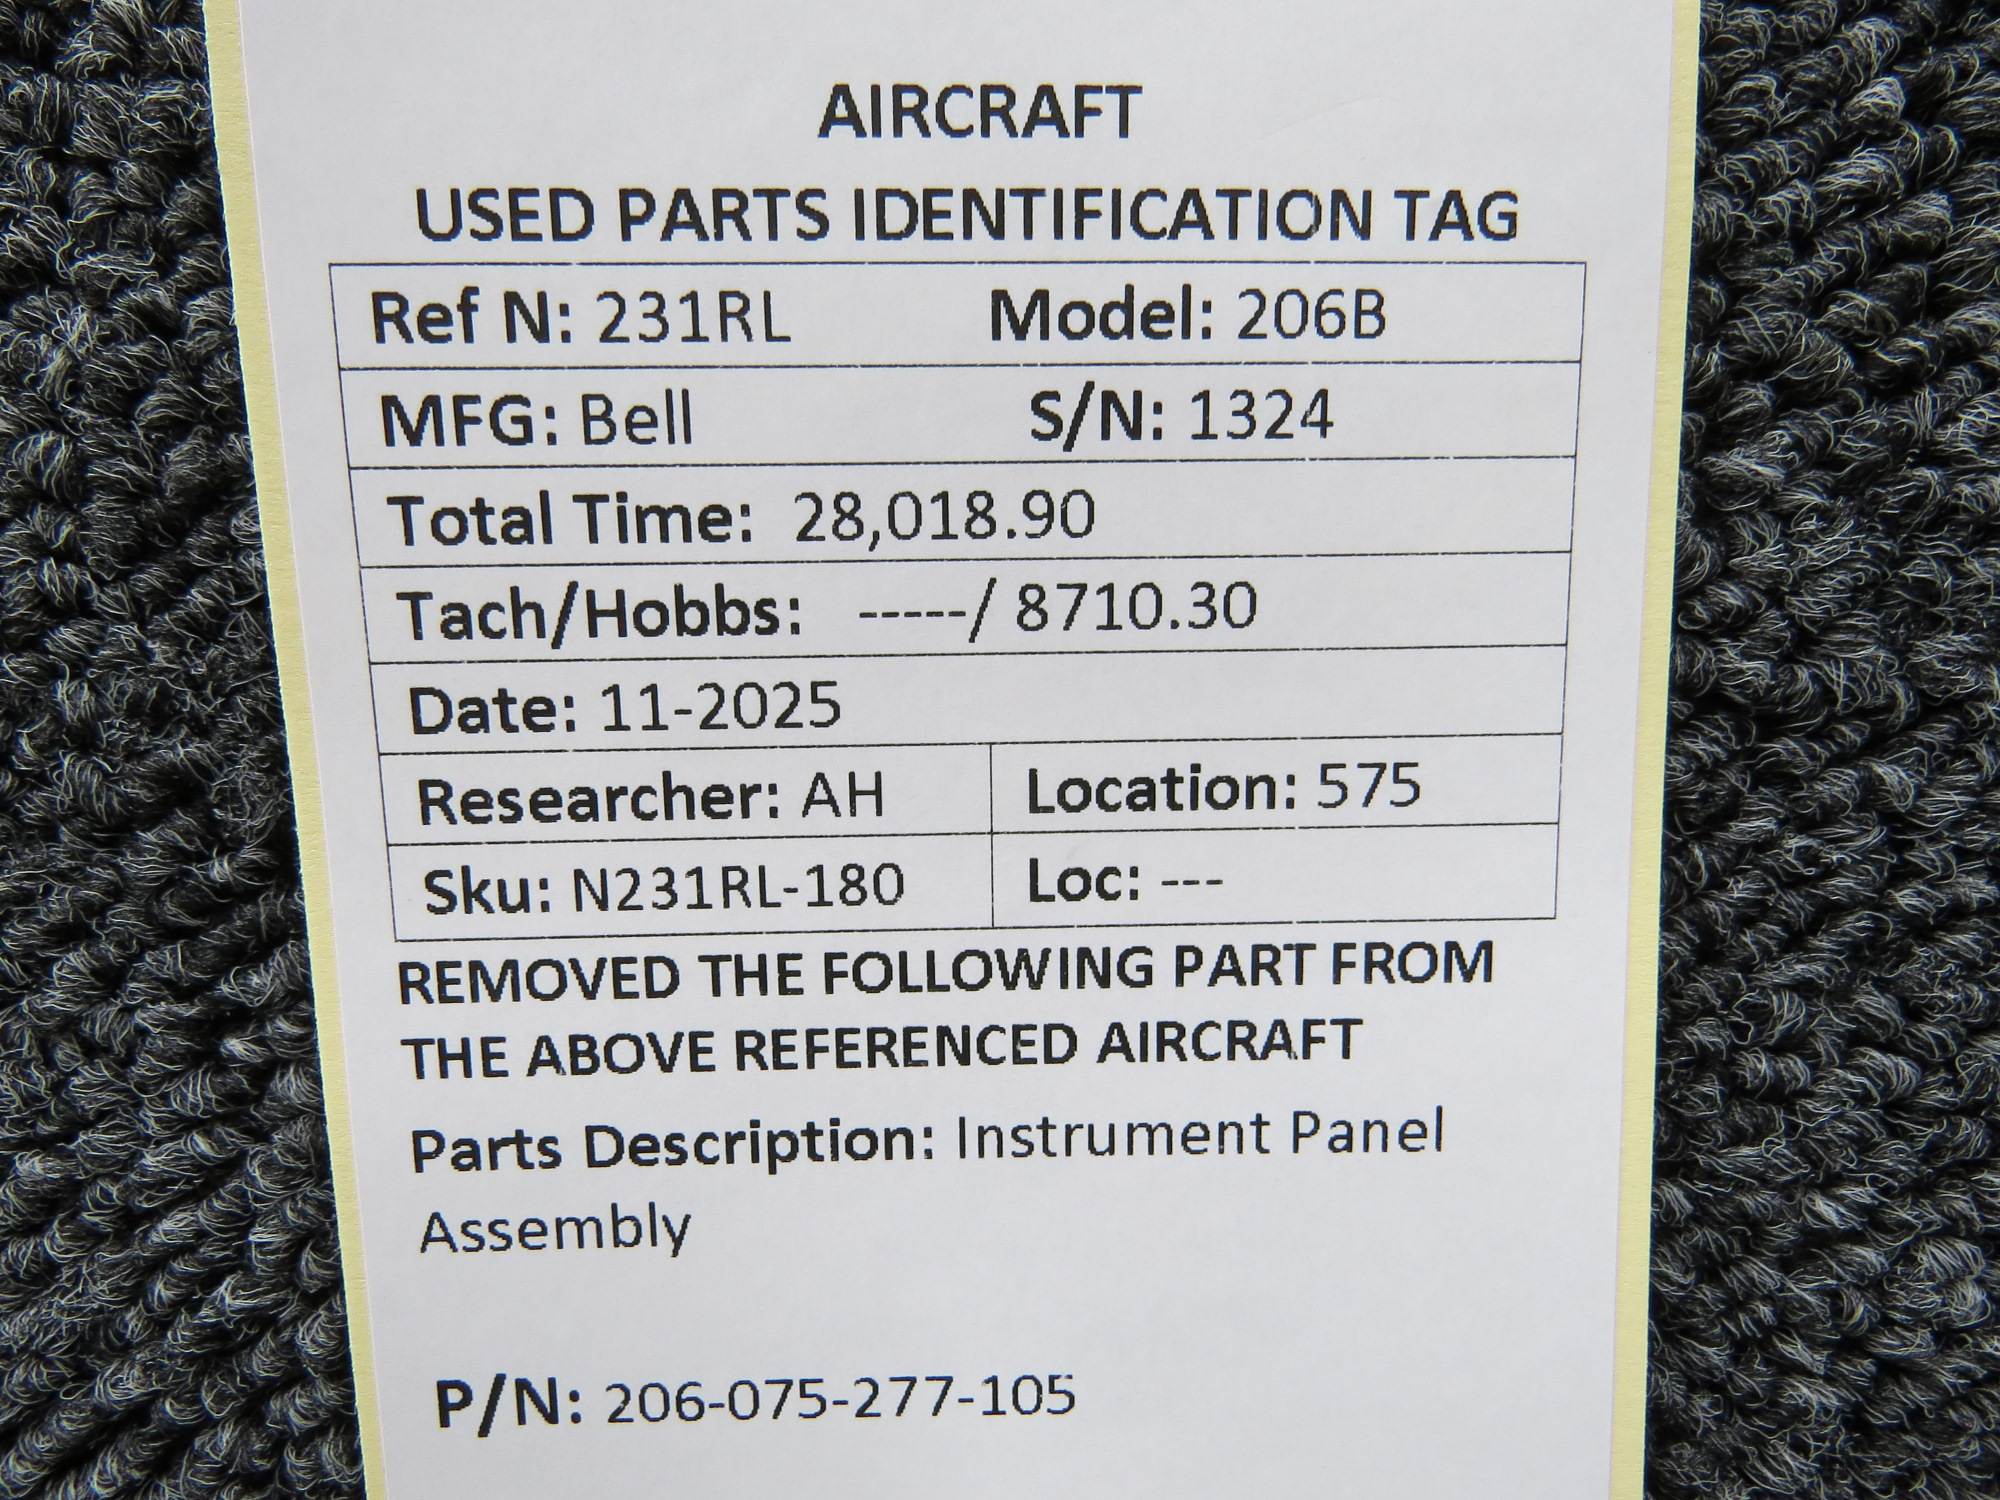 AIRCRAFT
USED PARTS IDENTIFICATION TAG
Ref N: 231RL Model: 206B
MFG: Bell S/N: 1324
Total Time: 28,018.90
Tach/Hobbs: -----/ 8710.30
Date: 11-2025
Researcher: AH Location: 575
Sku: N231RL-180 Loc: ---
REMOVED THE FOLLOWING PART FROM
THE ABOVE REFERENCED AIRCRAFT
Parts Description: Instrument Panel
Assembly
P/N: 206-075-277-105